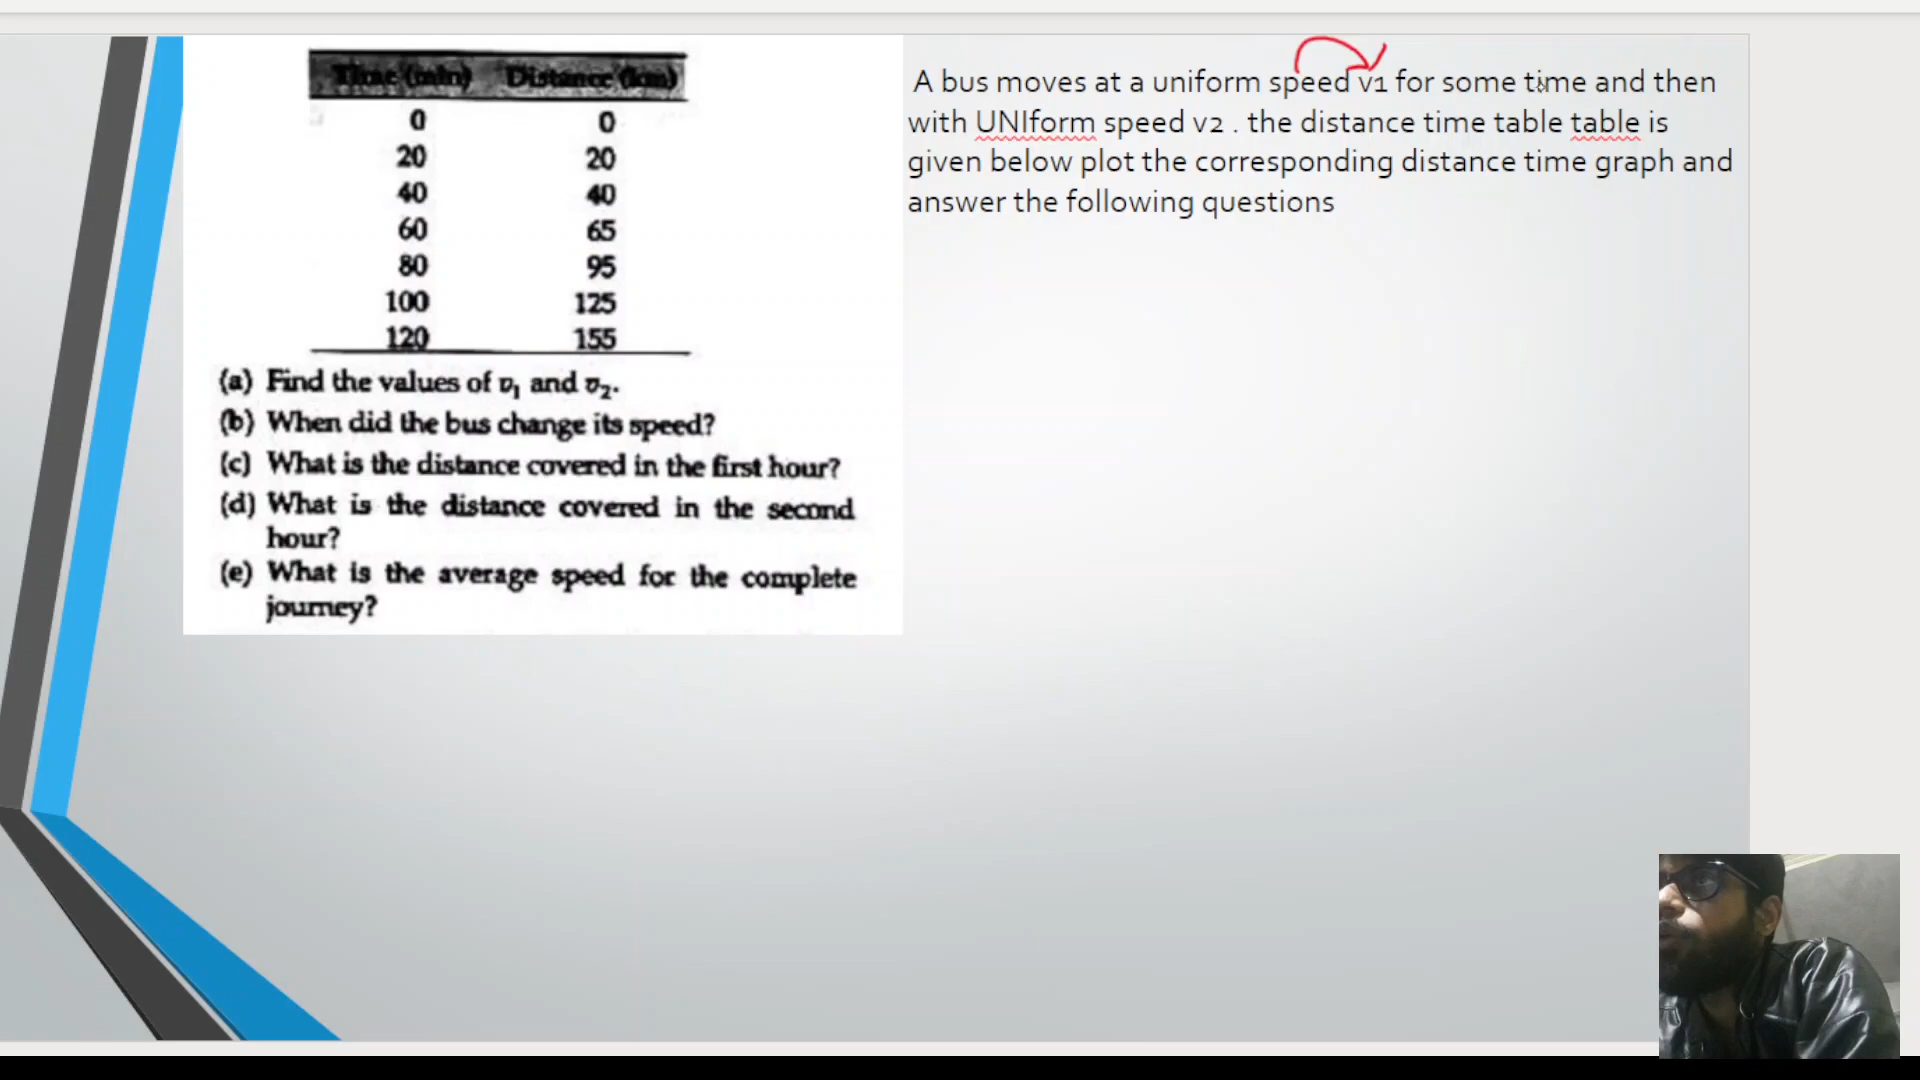 Time (min) Distance (km)
0 0
20 20
40 40
60 65
80 95
100 125
120 155
(a) Find the values of v₁ and v₂.
(b) When did the bus change its speed?
(c) What is the distance covered in the first hour?
(d) What is the distance covered in the second
hour?
(e) What is the average speed for the complete
journey?
A bus moves at a uniform speed v1 for some time and then
with UNIform speed v2 . the distance time table table is
given below plot the corresponding distance time graph and
answer the following questions